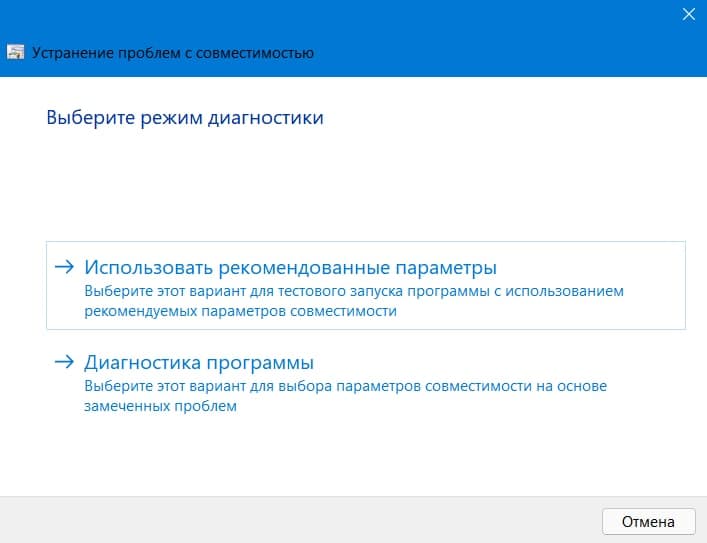 Устранение проблем с совместимостью
Выберите режим диагностики
Использовать рекомендованные параметры
Выберите этот вариант для тестового запуска программы с использованием
рекомендуемых параметров совместимости
Диагностика программы
Выберите этот вариант для выбора параметров совместимости на основе
замеченных проблем
Отмена